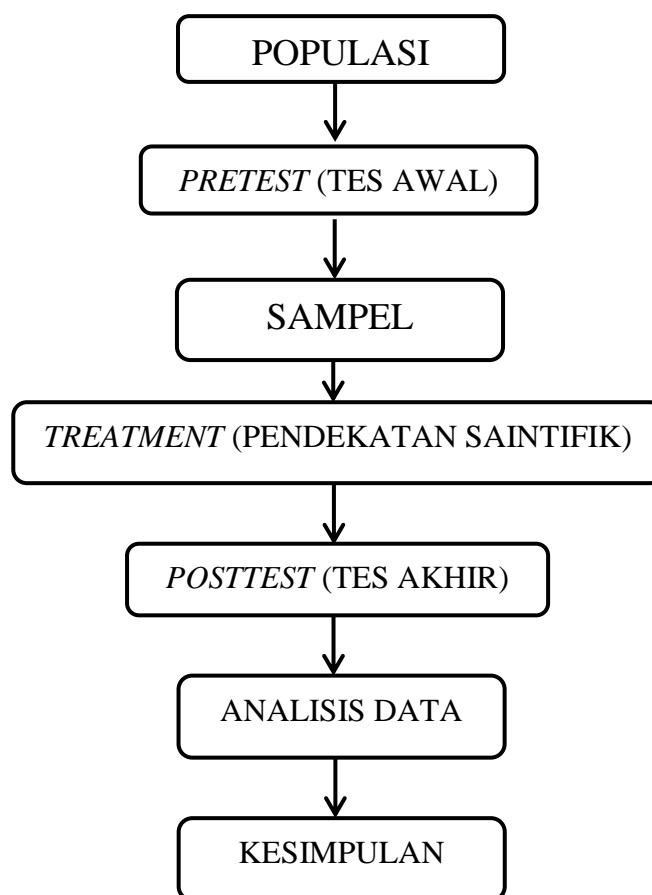 POPULASI
PRETEST (TES AWAL)
SAMPEL
TREATMENT (PENDEKATAN SAINTIFIK)
POSTTEST (TES AKHIR)
ANALISIS DATA
KESIMPULAN